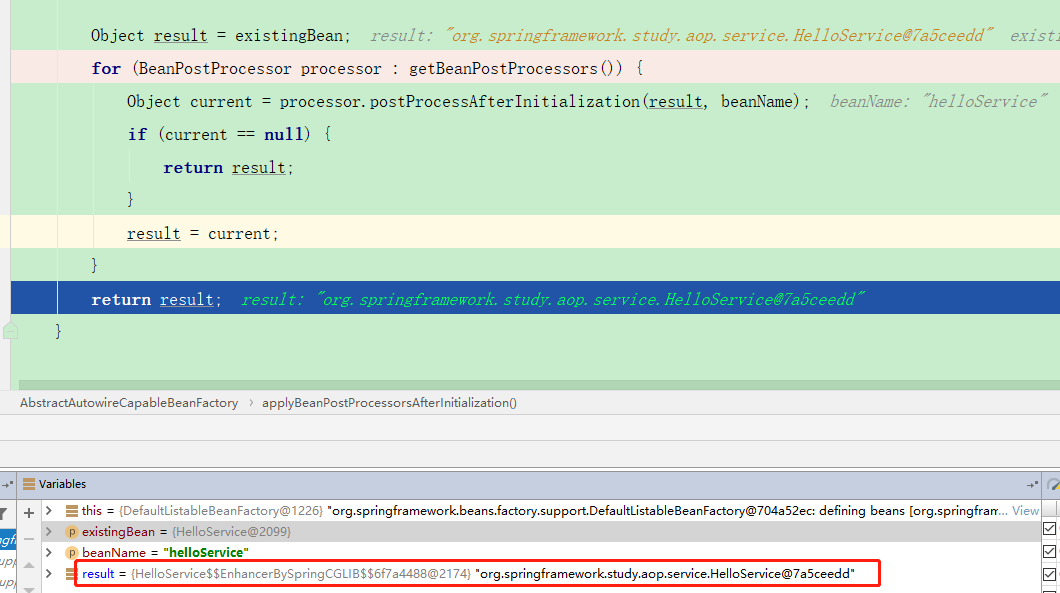 Object result = existingBean; result: "org.springframework.study.aop.service.HelloService@7a5ceedd" existi
for (BeanPostProcessor processor : getBeanPostProcessors()) {
Object current = processor.postProcessAfterInitialization(result, beanName); beanName: "helloService"
if (current == null) {
return result;
}
result = current;
}
return result; result: "org.springframework.study.aop.service.HelloService@7a5ceedd"
}
AbstractAutowireCapableBeanFactory › applyBeanPostProcessorsAfterInitialization()
Variables
this = {DefaultListableBeanFactory@1226} "org.springframework.beans.factory.support.DefaultListableBeanFactory@704a52ec: defining beans [org.springfram... View
existingBean = {HelloService@2099}
beanName = "helloService"
result = {HelloService$$EnhancerBySpringCGLIB$$6f7a4488@2174} "org.springframework.study.aop.service.HelloService@7a5ceedd"